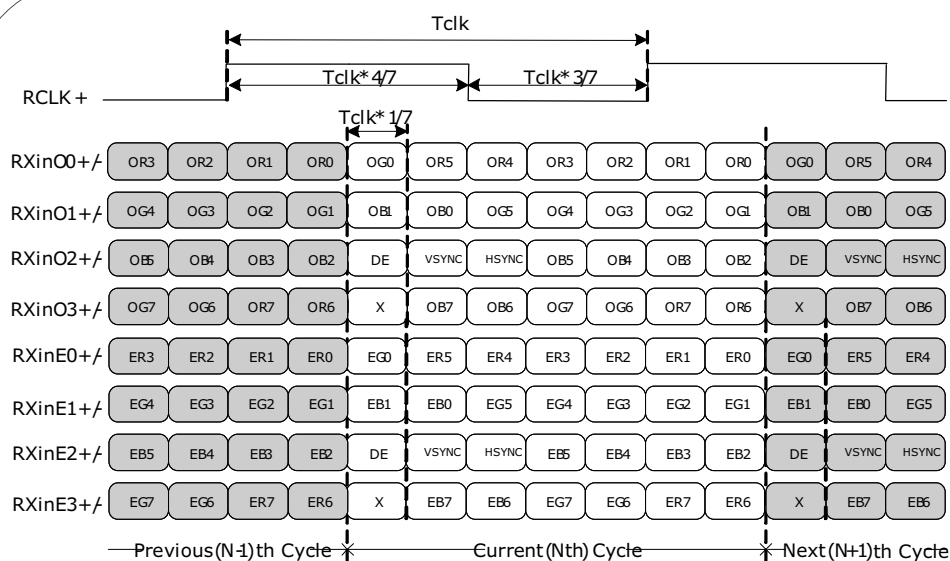 Tclk
Tclk*4/7 Tclk*3/7
RCLK+
Tclk*1/7
RXinO0+/- OR3 OR2 OR1 OR0 OG0 OR5 OR4 OR3 OR2 OR1 OR0 OG0 OR5 OR4
RXinO1+/- OG4 OG3 OG2 OG1 OB1 OB0 OG5 OG4 OG3 OG2 OG1 OB1 OB0 OG5
RXinO2+/- OB5 OB4 OB3 OB2 DE VSYNC HSYNC OB5 OB4 OB3 OB2 DE VSYNC HSYNC
RXinO3+/- OG7 OG6 OR7 OR6 X OB7 OB6 OG7 OG6 OR7 OR6 X OB7 OB6
RXinE0+/- ER3 ER2 ER1 ER0 EG0 ER5 ER4 ER3 ER2 ER1 ER0 EG0 ER5 ER4
RXinE1+/- EG4 EG3 EG2 EG1 EB1 EB0 EG5 EG4 EG3 EG2 EG1 EB1 EB0 EG5
RXinE2+/- EB5 EB4 EB3 EB2 DE VSYNC HSYNC EB5 EB4 EB3 EB2 DE VSYNC HSYNC
RXinE3+/- EG7 EG6 ER7 ER6 X EB7 EB6 EG7 EG6 ER7 ER6 X EB7 EB6
Previous(N-1)th Cycle Current(Nth) Cycle Next(N+1)th Cycle